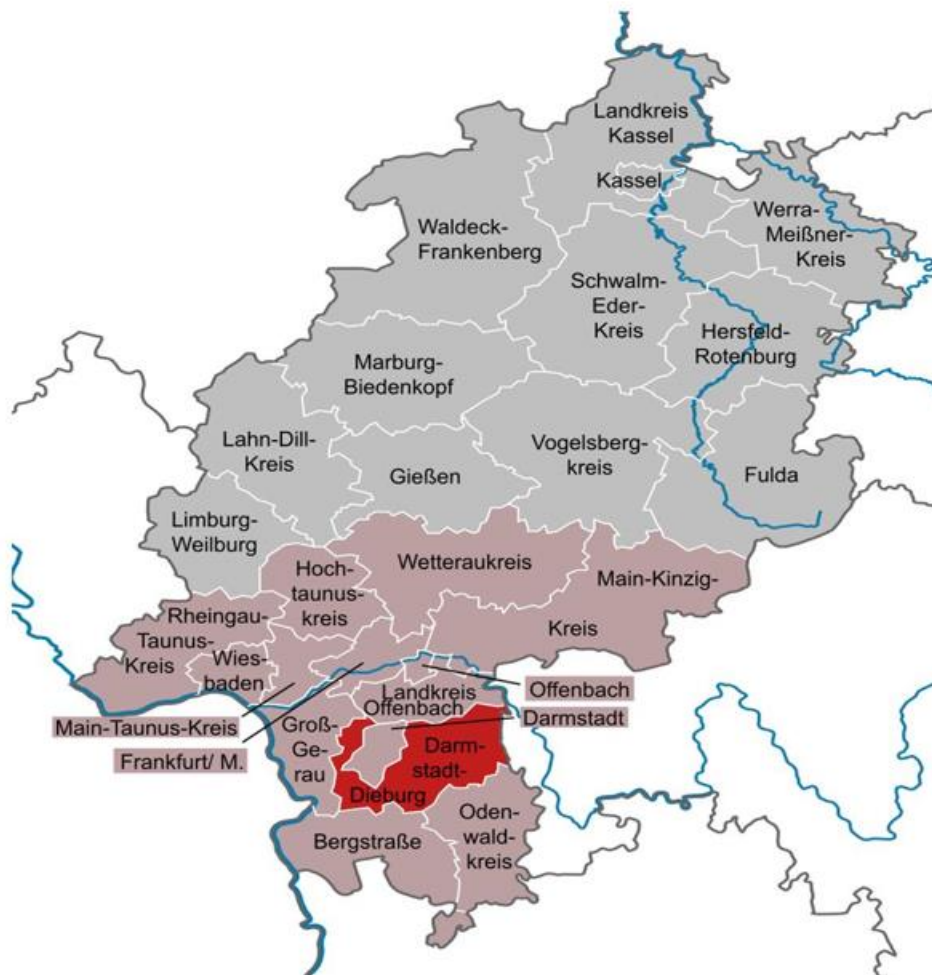 Landkreis
Kassel
Kassel
Werra-
Meißner-
Kreis
Waldeck-
Frankenberg
Schwalm-
Eder-
Kreis
Hersfeld-
Rotenburg
Marburg-
Biedenkopf
Lahn-Dill-
Kreis
Gießen
Vogelsberg-
kreis
Fulda
Limburg-
Weilburg
Hoch-
taunus-
kreis
Wetteraukreis
Main-Kinzig-
Kreis
Rheingau-
Taunus-
Kreis
Wies-
baden
Main-Taunus-Kreis
Frankfurt/ M.
Offenbach
Landkreis
Offenbach
Darmstadt
Groß-
Ge-
rau
Darm-
stadt-
Dieburg
Bergstraße
Oden-
wald-
kreis